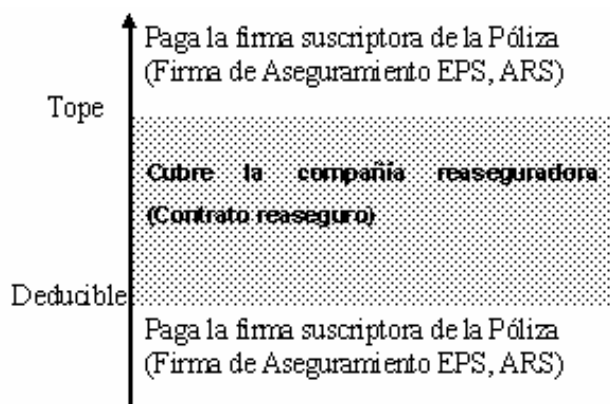 Paga la firma suscriptora de la Póliza
(Firma de Aseguramiento EPS, ARS)
Tope
Cubre la compañía reaseguradora
(Contrato reaseguro)
Deducible
Paga la firma suscriptora de la Póliza
(Firma de Aseguramiento EPS, ARS)